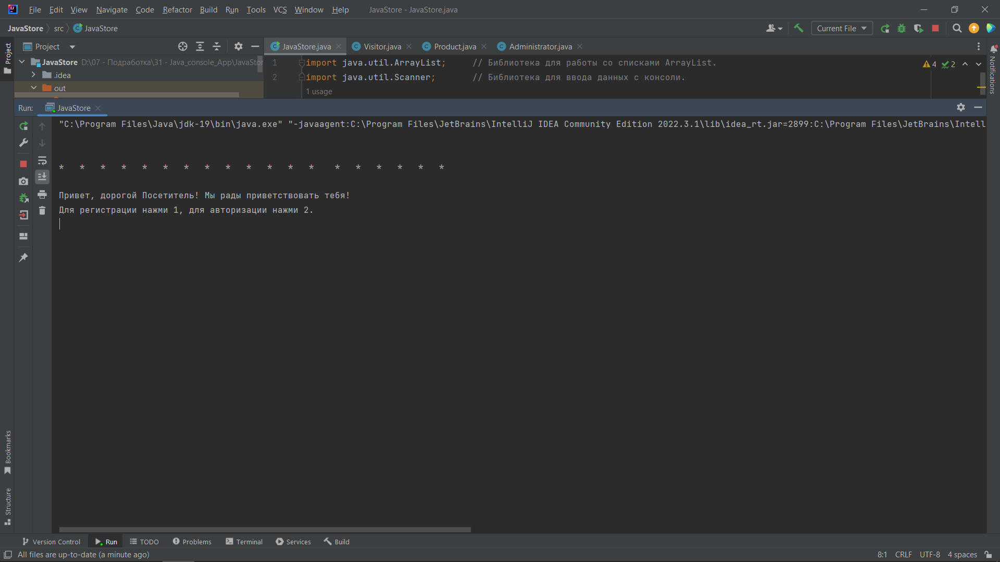 File Edit View Navigate Code Refactor Build Run Tools VCS Window Help JavaStore - JavaStore.java
JavaStore src JavaStore Current File
Project JavaStore.java Visitor.java Product.java Administrator.java
Project
JavaStore D:\07 - Подработка\31 - Java_console_App\JavaStor
.idea
out
1 import java.util.ArrayList; // Библиотека для работы со списками ArrayList.
2 import java.util.Scanner; // Библиотека для ввода данных с консоли.
1 usage
4 2
Notifications
Run: JavaStore
"C:\Program Files\Java\jdk-19\bin\java.exe" "-javaagent:C:\Program Files\JetBrains\IntelliJ IDEA Community Edition 2022.3.1\lib\idea_rt.jar=2899:C:\Program Files\JetBrains\Intell
* * * * * * * * * * * * * * * * * * *
Привет, дорогой Посетитель! Мы рады приветствовать тебя!
Для регистрации нажми 1, для авторизации нажми 2.
Bookmarks
Structure
Version Control Run TODO Problems Terminal Services Build
All files are up-to-date (a minute ago) 8:1 CRLF UTF-8 4 spaces